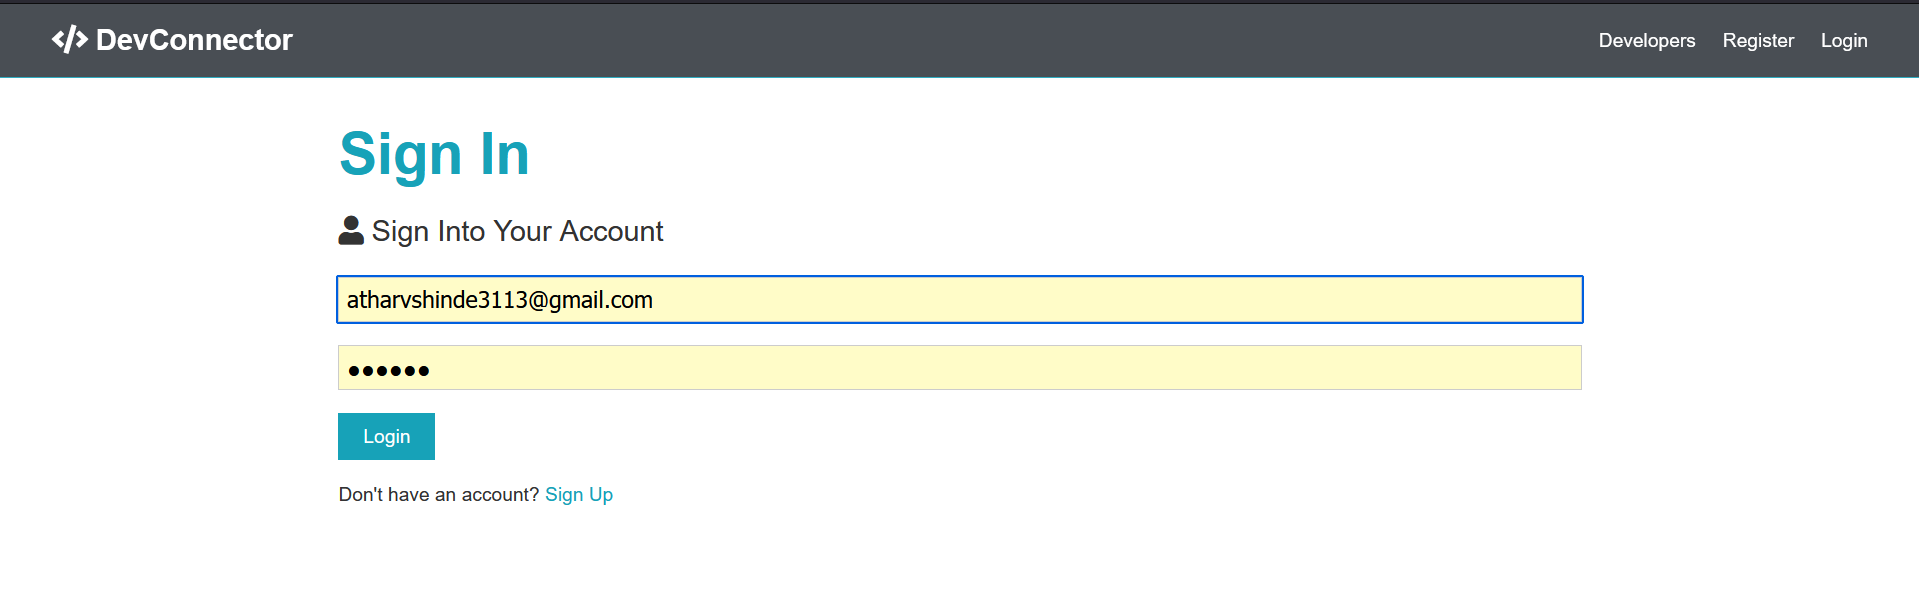 DevConnector
Developers Register Login
Sign In
Sign Into Your Account
atharvshinde3113@gmail.com
••••••
Login
Don't have an account? Sign Up